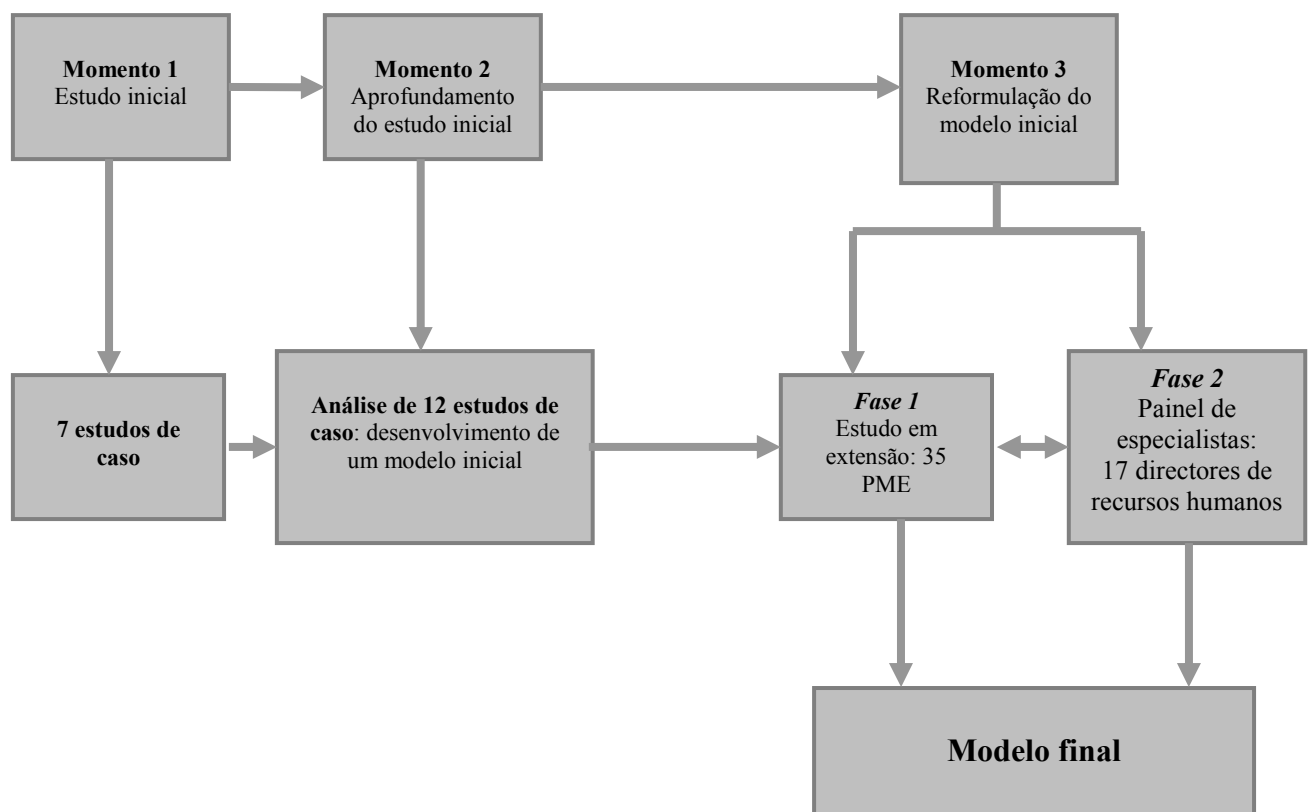 Momento 1
Estudo inicial
Momento 2
Aprofundamento
do estudo inicial
Momento 3
Reformulação do
modelo inicial
7 estudos de
caso
Análise de 12 estudos de
caso: desenvolvimento de
um modelo inicial
Fase 1
Estudo em
extensão: 35
PME
Fase 2
Painel de
especialistas:
17 directores de
recursos humanos
Modelo final